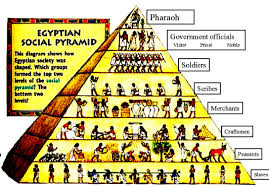 EGYPTIAN
SOCIAL PYRAMID
This diagram shows how
Egyptian society was
shaped. Which groups
formed the top two
levels of the social
pyramid? The
bottom two
levels?
Pharaoh
Government officials
Vizier Priest Noble
Soldiers
Scribes
Merchants
Craftsmen
Peasants
Slaves